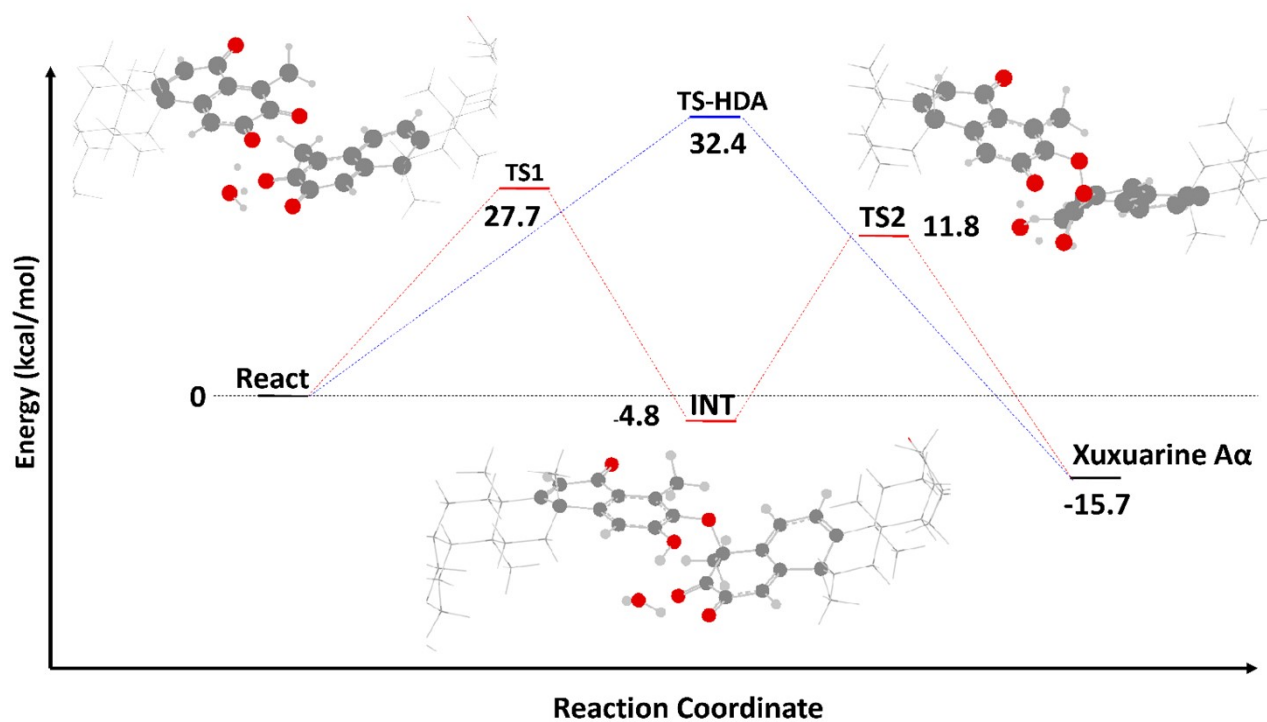 TS-HDA
32.4
TS1
27.7
TS2
11.8
React
0
-4.8
INT
Xuxuarine Aα
-15.7
Energy (kcal/mol)
Reaction Coordinate